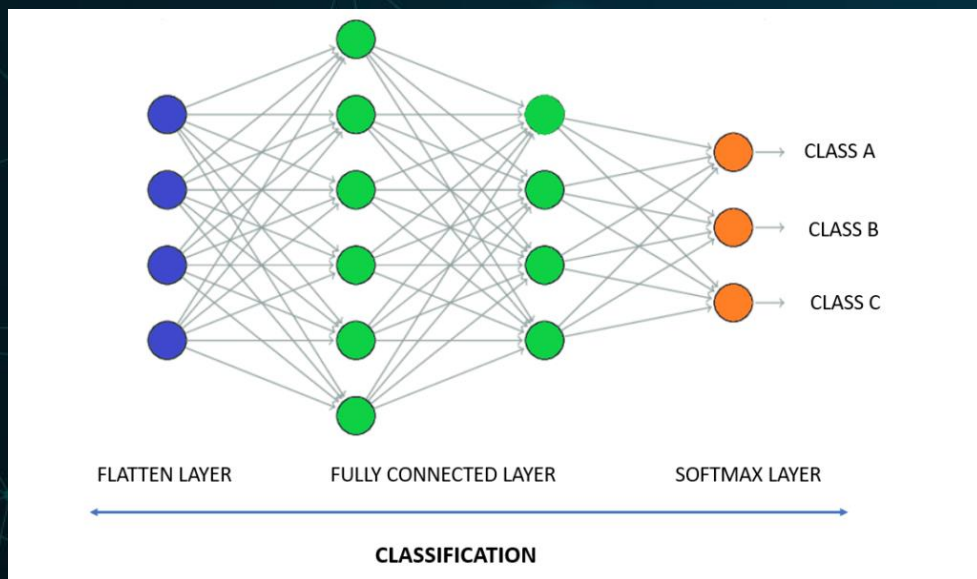 CLASS A
CLASS B
CLASS C
FLATTEN LAYER
FULLY CONNECTED LAYER
SOFTMAX LAYER
CLASSIFICATION